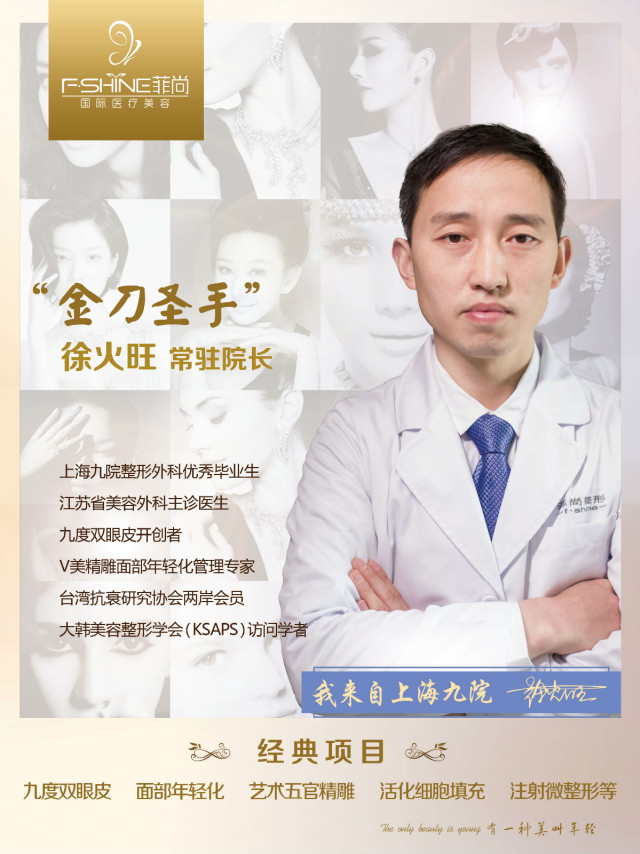 F·SHINE菲尚
国际医疗美容
“金刀圣手”
徐火旺 常驻院长
上海九院整形外科优秀毕业生
江苏省美容外科主诊医生
九度双眼皮开创者
V美精雕面部年轻化管理专家
台湾抗衰研究协会两岸会员
大韩美容整形学会(KSAPS)访问学者
尚整形
f·shine
我来自上海九院 徐火旺
经典项目
九度双眼皮 面部年轻化 艺术五官精雕 活化细胞填充 注射微整形等
The only beauty is young 有一种美叫年轻